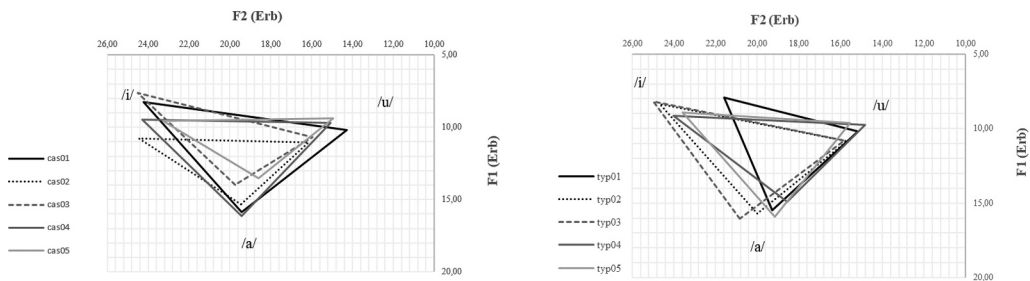 F2 (Erb)
26,00 24,00 22,00 20,00 18,00 16,00 14,00 12,00 10,00
5,00
/i/
/u/
10,00
F1 (Erb)
cas01
cas02
cas03
cas04
cas05
15,00
/a/
20,00
F2 (Erb)
26,00 24,00 22,00 20,00 18,00 16,00 14,00 12,00 10,00
5,00
/i/
/u/
10,00
F1 (Erb)
typ01
typ02
typ03
typ04
typ05
15,00
/a/
20,00